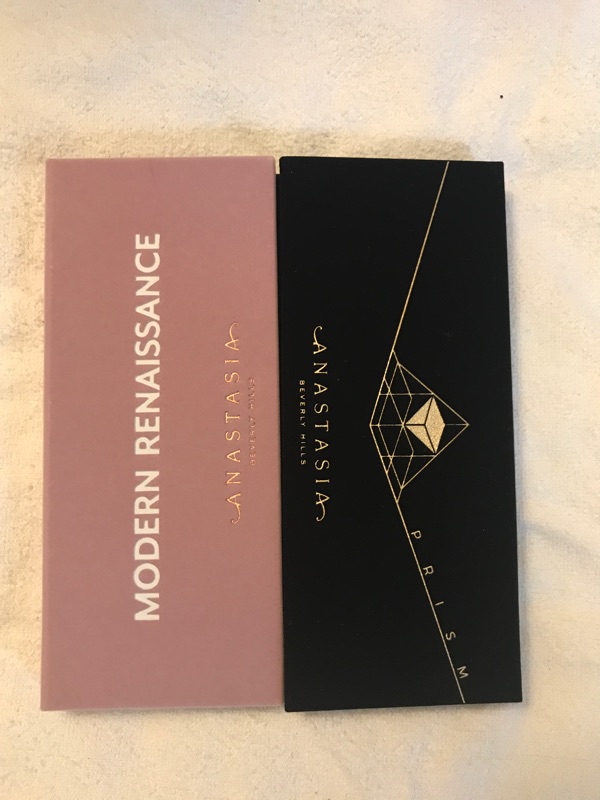 MODERN RENAISSANCE
ANASTASIA
BEVERLY HILLS
ANASTASIA
BEVERLY HILLS
PRISM